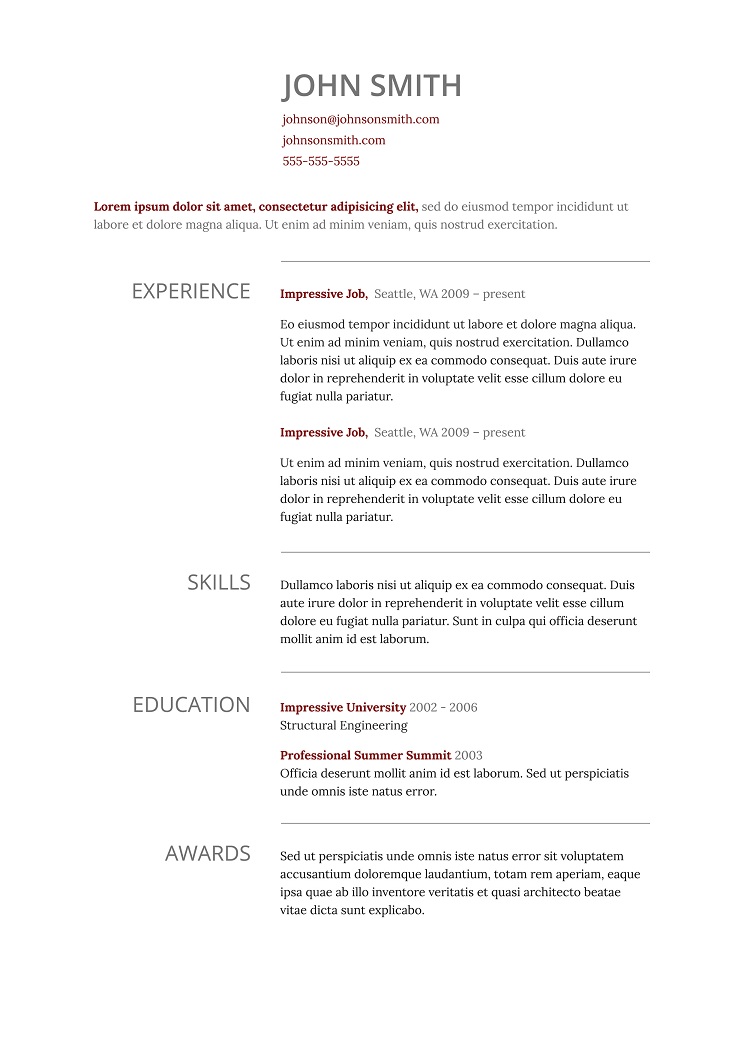 JOHN SMITH
johnson@johnsonsmith.com
johnsonsmith.com
555-555-5555
Lorem ipsum dolor sit amet, consectetur adipisicing elit, sed do eiusmod tempor incididunt ut
labore et dolore magna aliqua. Ut enim ad minim veniam, quis nostrud exercitation.
EXPERIENCE
Impressive Job, Seattle, WA 2009 – present
Eo eiusmod tempor incididunt ut labore et dolore magna aliqua.
Ut enim ad minim veniam, quis nostrud exercitation. Dullamco
laboris nisi ut aliquip ex ea commodo consequat. Duis aute irure
dolor in reprehenderit in voluptate velit esse cillum dolore eu
fugiat nulla pariatur.
Impressive Job, Seattle, WA 2009 – present
Ut enim ad minim veniam, quis nostrud exercitation. Dullamco
laboris nisi ut aliquip ex ea commodo consequat. Duis aute irure
dolor in reprehenderit in voluptate velit esse cillum dolore eu
fugiat nulla pariatur.
SKILLS
Dullamco laboris nisi ut aliquip ex ea commodo consequat. Duis
aute irure dolor in reprehenderit in voluptate velit esse cillum
dolore eu fugiat nulla pariatur. Sunt in culpa qui officia deserunt
mollit anim id est laborum.
EDUCATION
Impressive University 2002 - 2006
Structural Engineering
Professional Summer Summit 2003
Officia deserunt mollit anim id est laborum. Sed ut perspiciatis
unde omnis iste natus error.
AWARDS
Sed ut perspiciatis unde omnis iste natus error sit voluptatem
accusantium doloremque laudantium, totam rem aperiam, eaque
ipsa quae ab illo inventore veritatis et quasi architecto beatae
vitae dicta sunt explicabo.